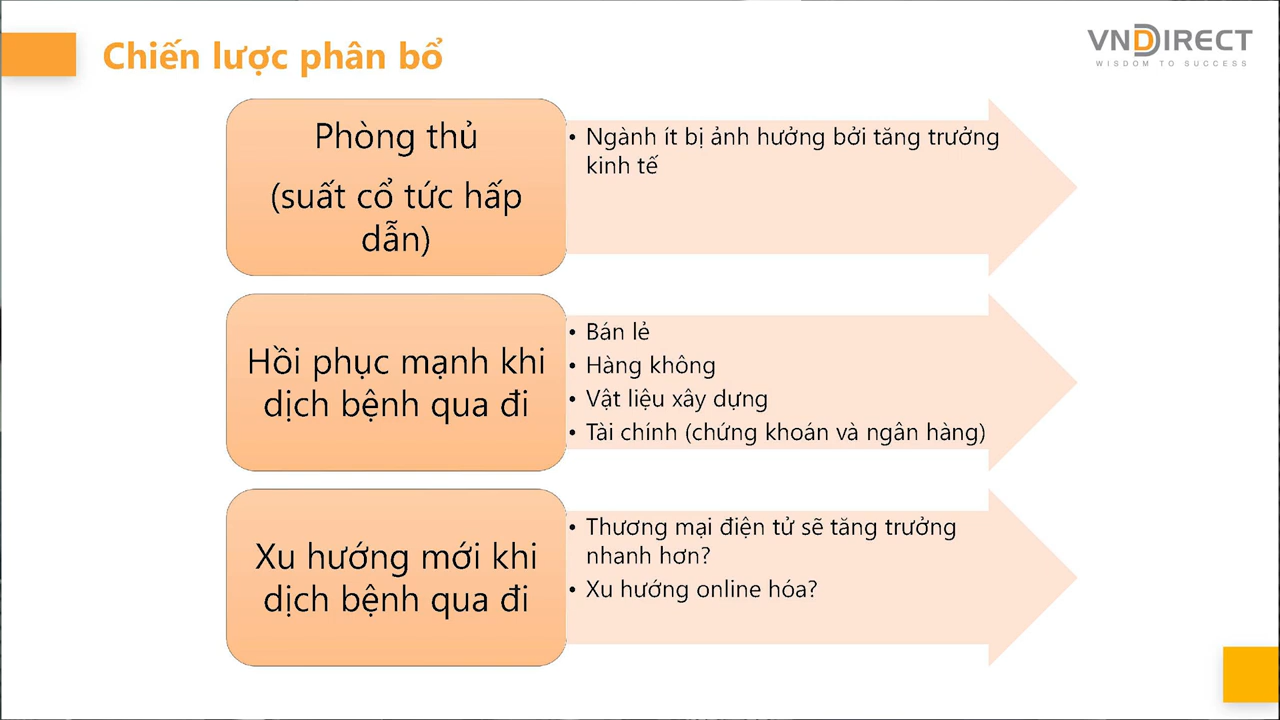 Chiến lược phân bổ
VNDIRECT
WISDOM TO SUCCESS
Phòng thủ
(suất cổ tức hấp
dẫn)
• Ngành ít bị ảnh hưởng bởi tăng trưởng
kinh tế
Hồi phục mạnh khi
dịch bệnh qua đi
• Bán lẻ
• Hàng không
• Vật liệu xây dựng
• Tài chính (chứng khoán và ngân hàng)
Xu hướng mới khi
dịch bệnh qua đi
• Thương mại điện tử sẽ tăng trưởng
nhanh hơn?
• Xu hướng online hóa?